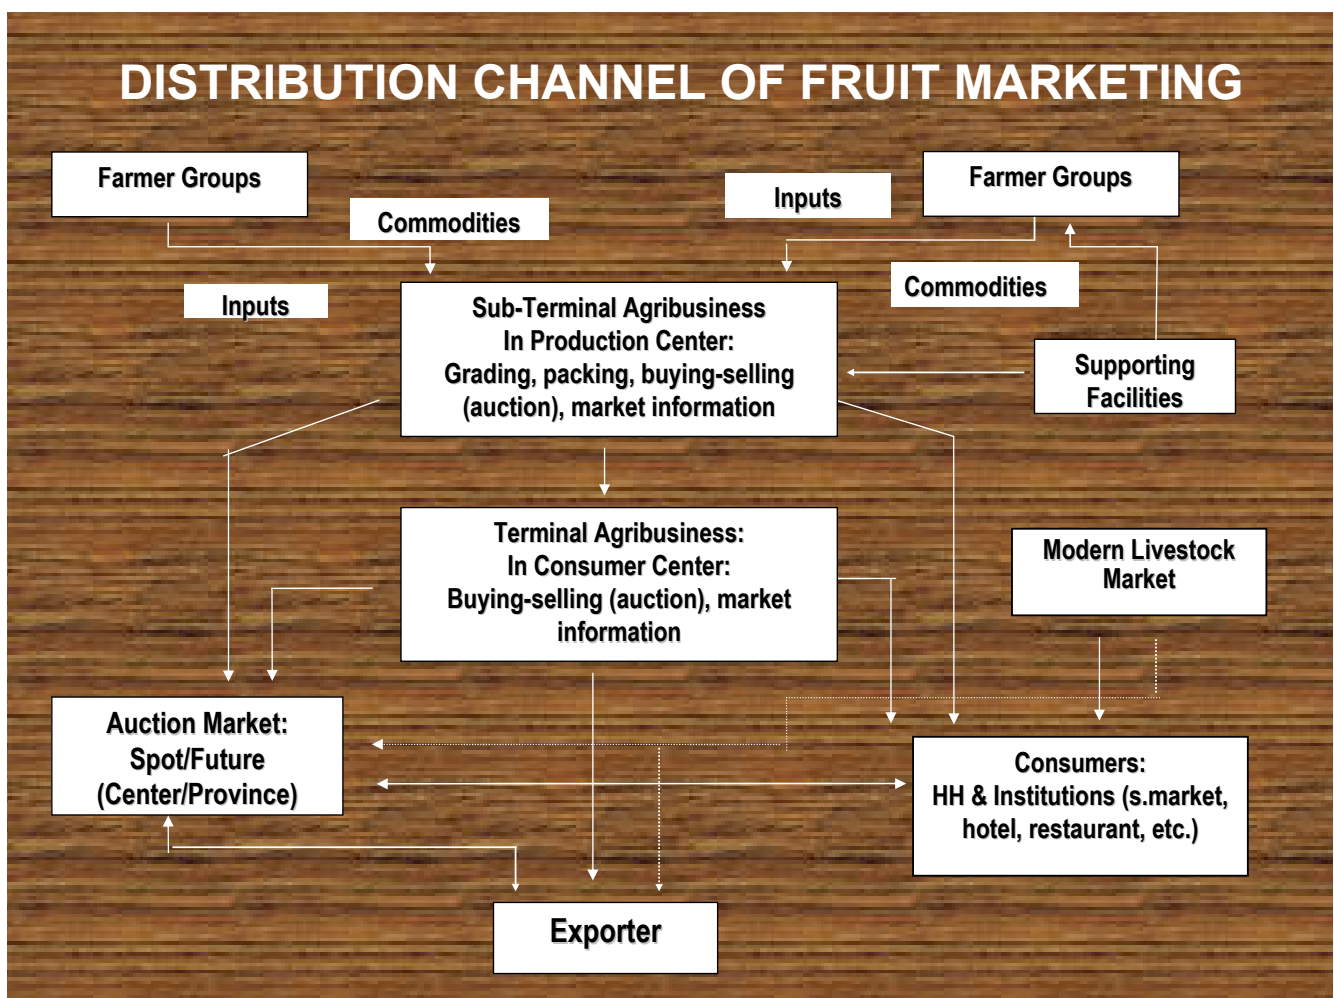 DISTRIBUTION CHANNEL OF FRUIT MARKETING
Farmer Groups
Farmer Groups
Inputs
Commodities
Commodities
Inputs
Sub-Terminal Agribusiness
In Production Center:
Grading, packing, buying-selling
(auction), market information
Supporting
Facilities
Terminal Agribusiness:
In Consumer Center:
Buying-selling (auction), market
information
Modern Livestock
Market
Auction Market:
Spot/Future
(Center/Province)
Consumers:
HH & Institutions (s.market,
hotel, restaurant, etc.)
Exporter